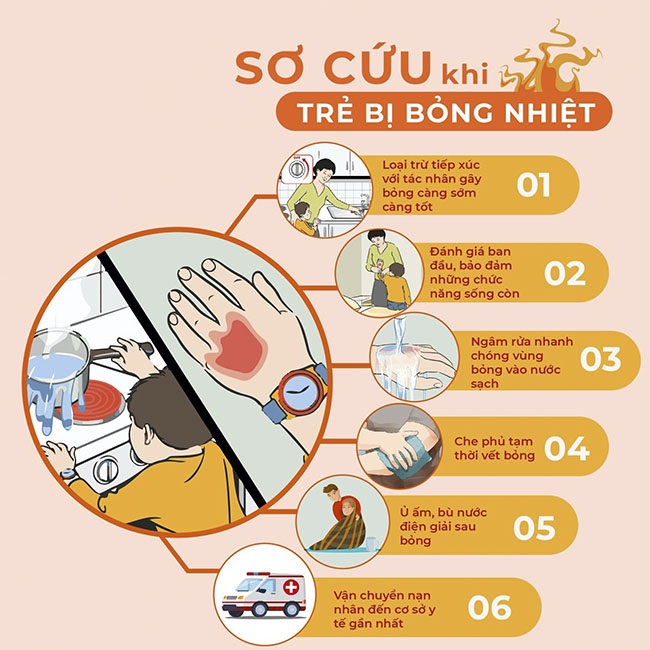 SƠ CỨU khi
TRẺ BỊ BỎNG NHIỆT
Loại trừ tiếp xúc
với tác nhân gây
bỏng càng sớm
càng tốt
01
Đánh giá ban
đầu, bảo đảm
những chức
năng sống còn
02
Ngâm rửa nhanh
chóng vùng
bỏng vào nước
sạch
03
Che phủ tạm
thời vết bỏng
04
Ủ ấm, bù nước
điện giải sau
bỏng
05
Vận chuyển nạn
nhân đến cơ sở y
tế gần nhất
06